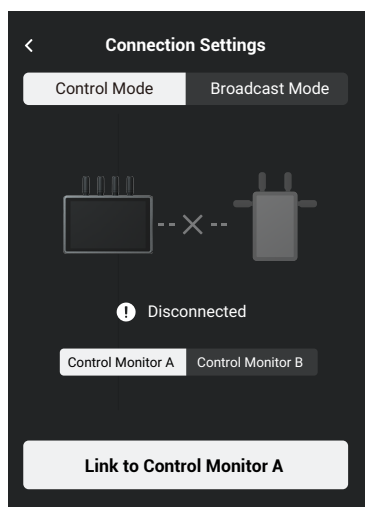 Connection Settings
Control Mode Broadcast Mode
Disconnected
Control Monitor A Control Monitor B
Link to Control Monitor A